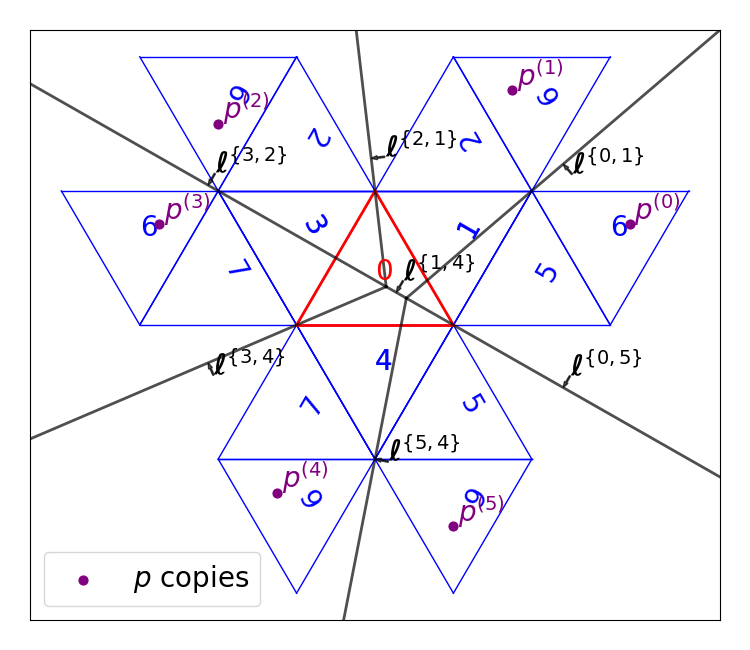 p^(1)
6
6
p^(2)
2
ℓ^{2,1}
2
ℓ^{3,2}
ℓ^{0,1}
p^(3)
p^(0)
6
3
1
6
7
0
ℓ^{1,4}
5
4
ℓ^{3,4}
ℓ^{0,5}
7
5
ℓ^{5,4}
p^(4)
6
6
p^(5)
p copies